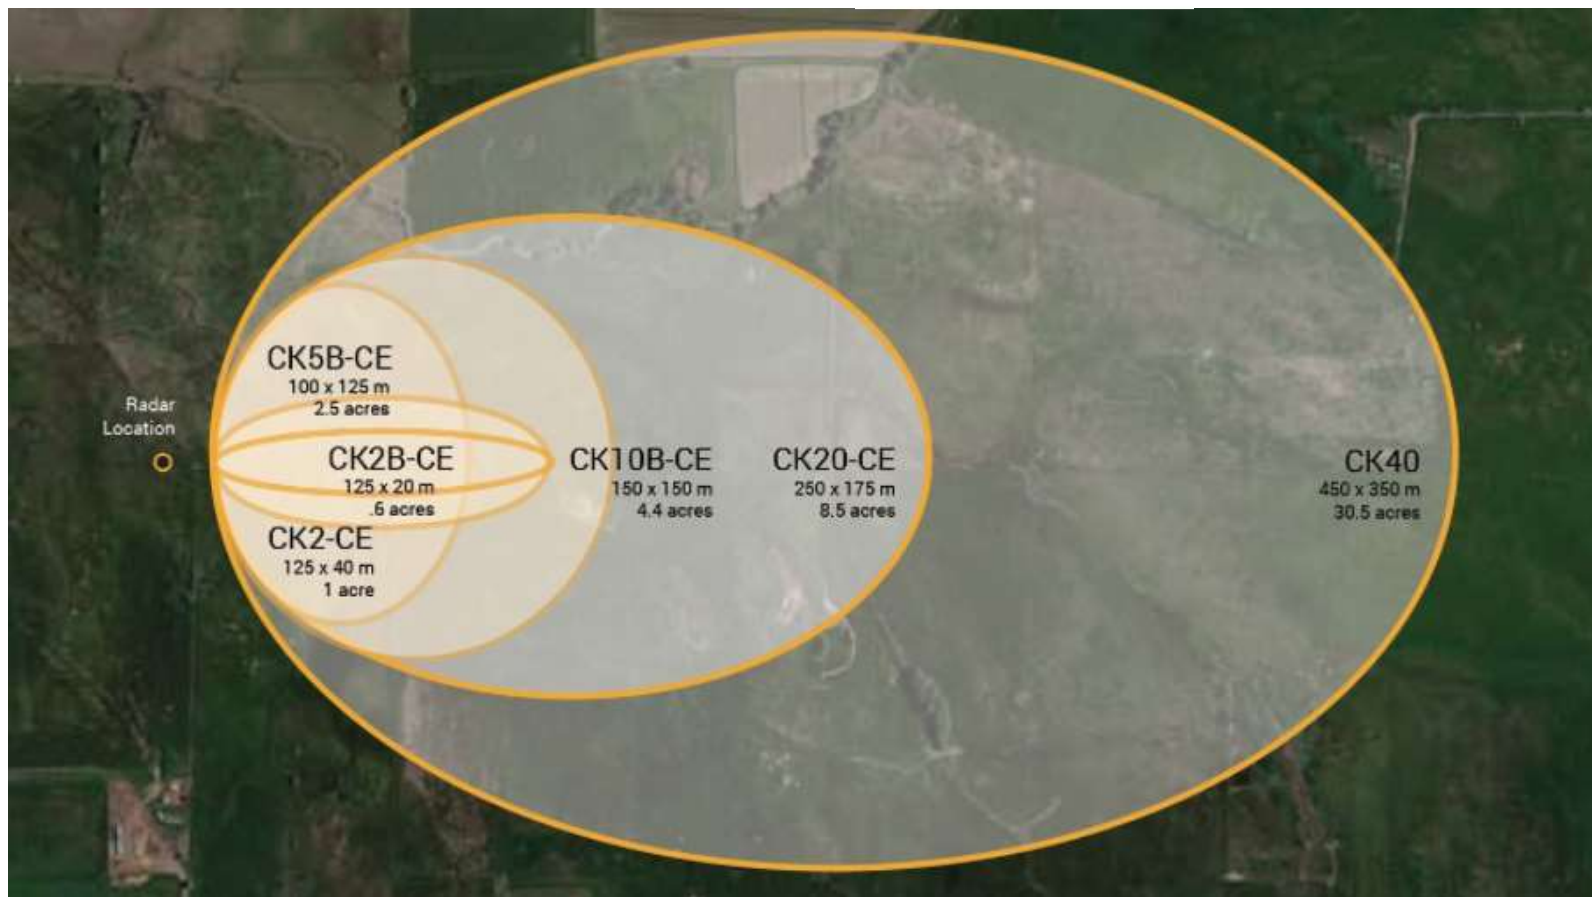 CK5B-CE
100 x 125 m
2.5 acres
Radar
Location
CK2B-CE
125 x 20 m
.6 acres
CK10B-CE
150 x 150 m
4.4 acres
CK20-CE
250 x 175 m
8.5 acres
CK40
450 x 350 m
30.5 acres
CK2-CE
125 x 40 m
1 acre